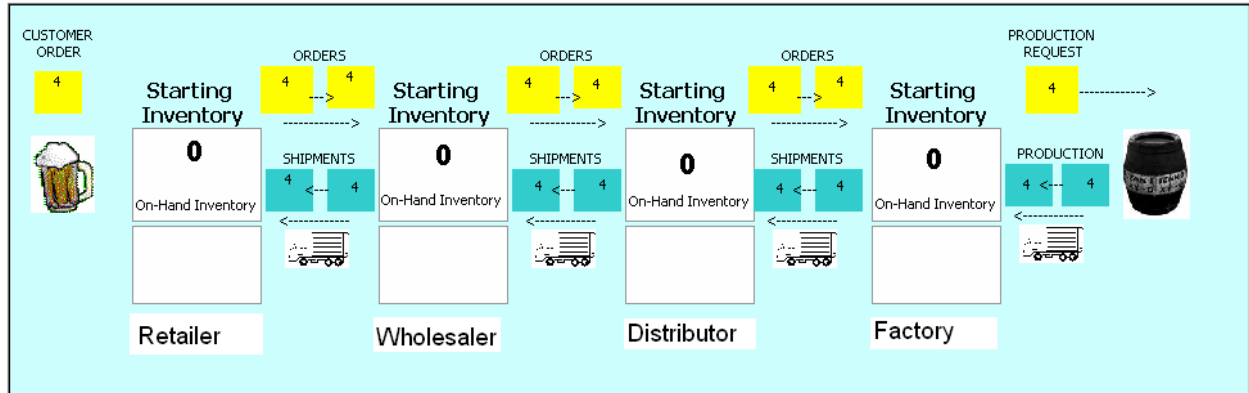 CUSTOMER
ORDER
4
ORDERS
4 ---> 4
------------>
ORDERS
4 ---> 4
------------>
ORDERS
4 ---> 4
------------>
PRODUCTION
REQUEST
4 ------------>
Starting
Inventory
0
On-Hand Inventory
Starting
Inventory
0
On-Hand Inventory
Starting
Inventory
0
On-Hand Inventory
Starting
Inventory
0
On-Hand Inventory
SHIPMENTS
4 <--- 4
<------------
SHIPMENTS
4 <--- 4
<------------
SHIPMENTS
4 <--- 4
<------------
PRODUCTION
4 <--- 4
<------------
Retailer
Wholesaler
Distributor
Factory